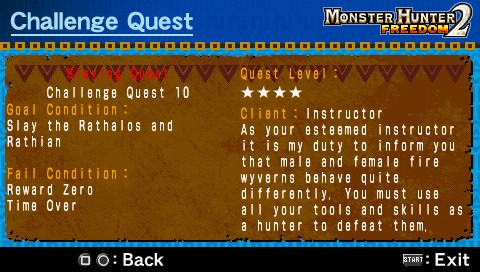 Challenge Quest
MONSTER HUNTER
FREEDOM 2
Slaying Quest
Challenge Quest 10
Goal Condition:
Slay the Rathalos and
Rathian
Fail Condition:
Reward Zero
Time Over
Quest Level:
★★★★
Client: Instructor
As your esteemed instructor
it is my duty to inform you
that male and female fire
wyverns behave quite
differently. You must use
all your tools and skills as
a hunter to defeat them.
□ ○: Back
START: Exit